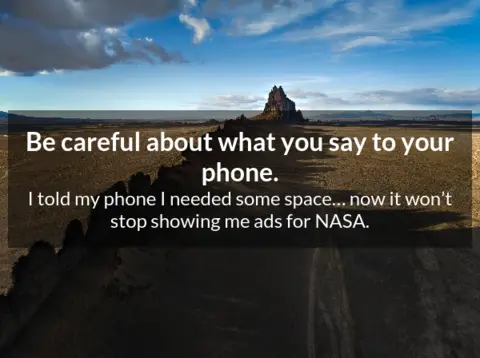 Be careful about what you say to your
phone.
I told my phone I needed some space... now it won’t
stop showing me ads for NASA.